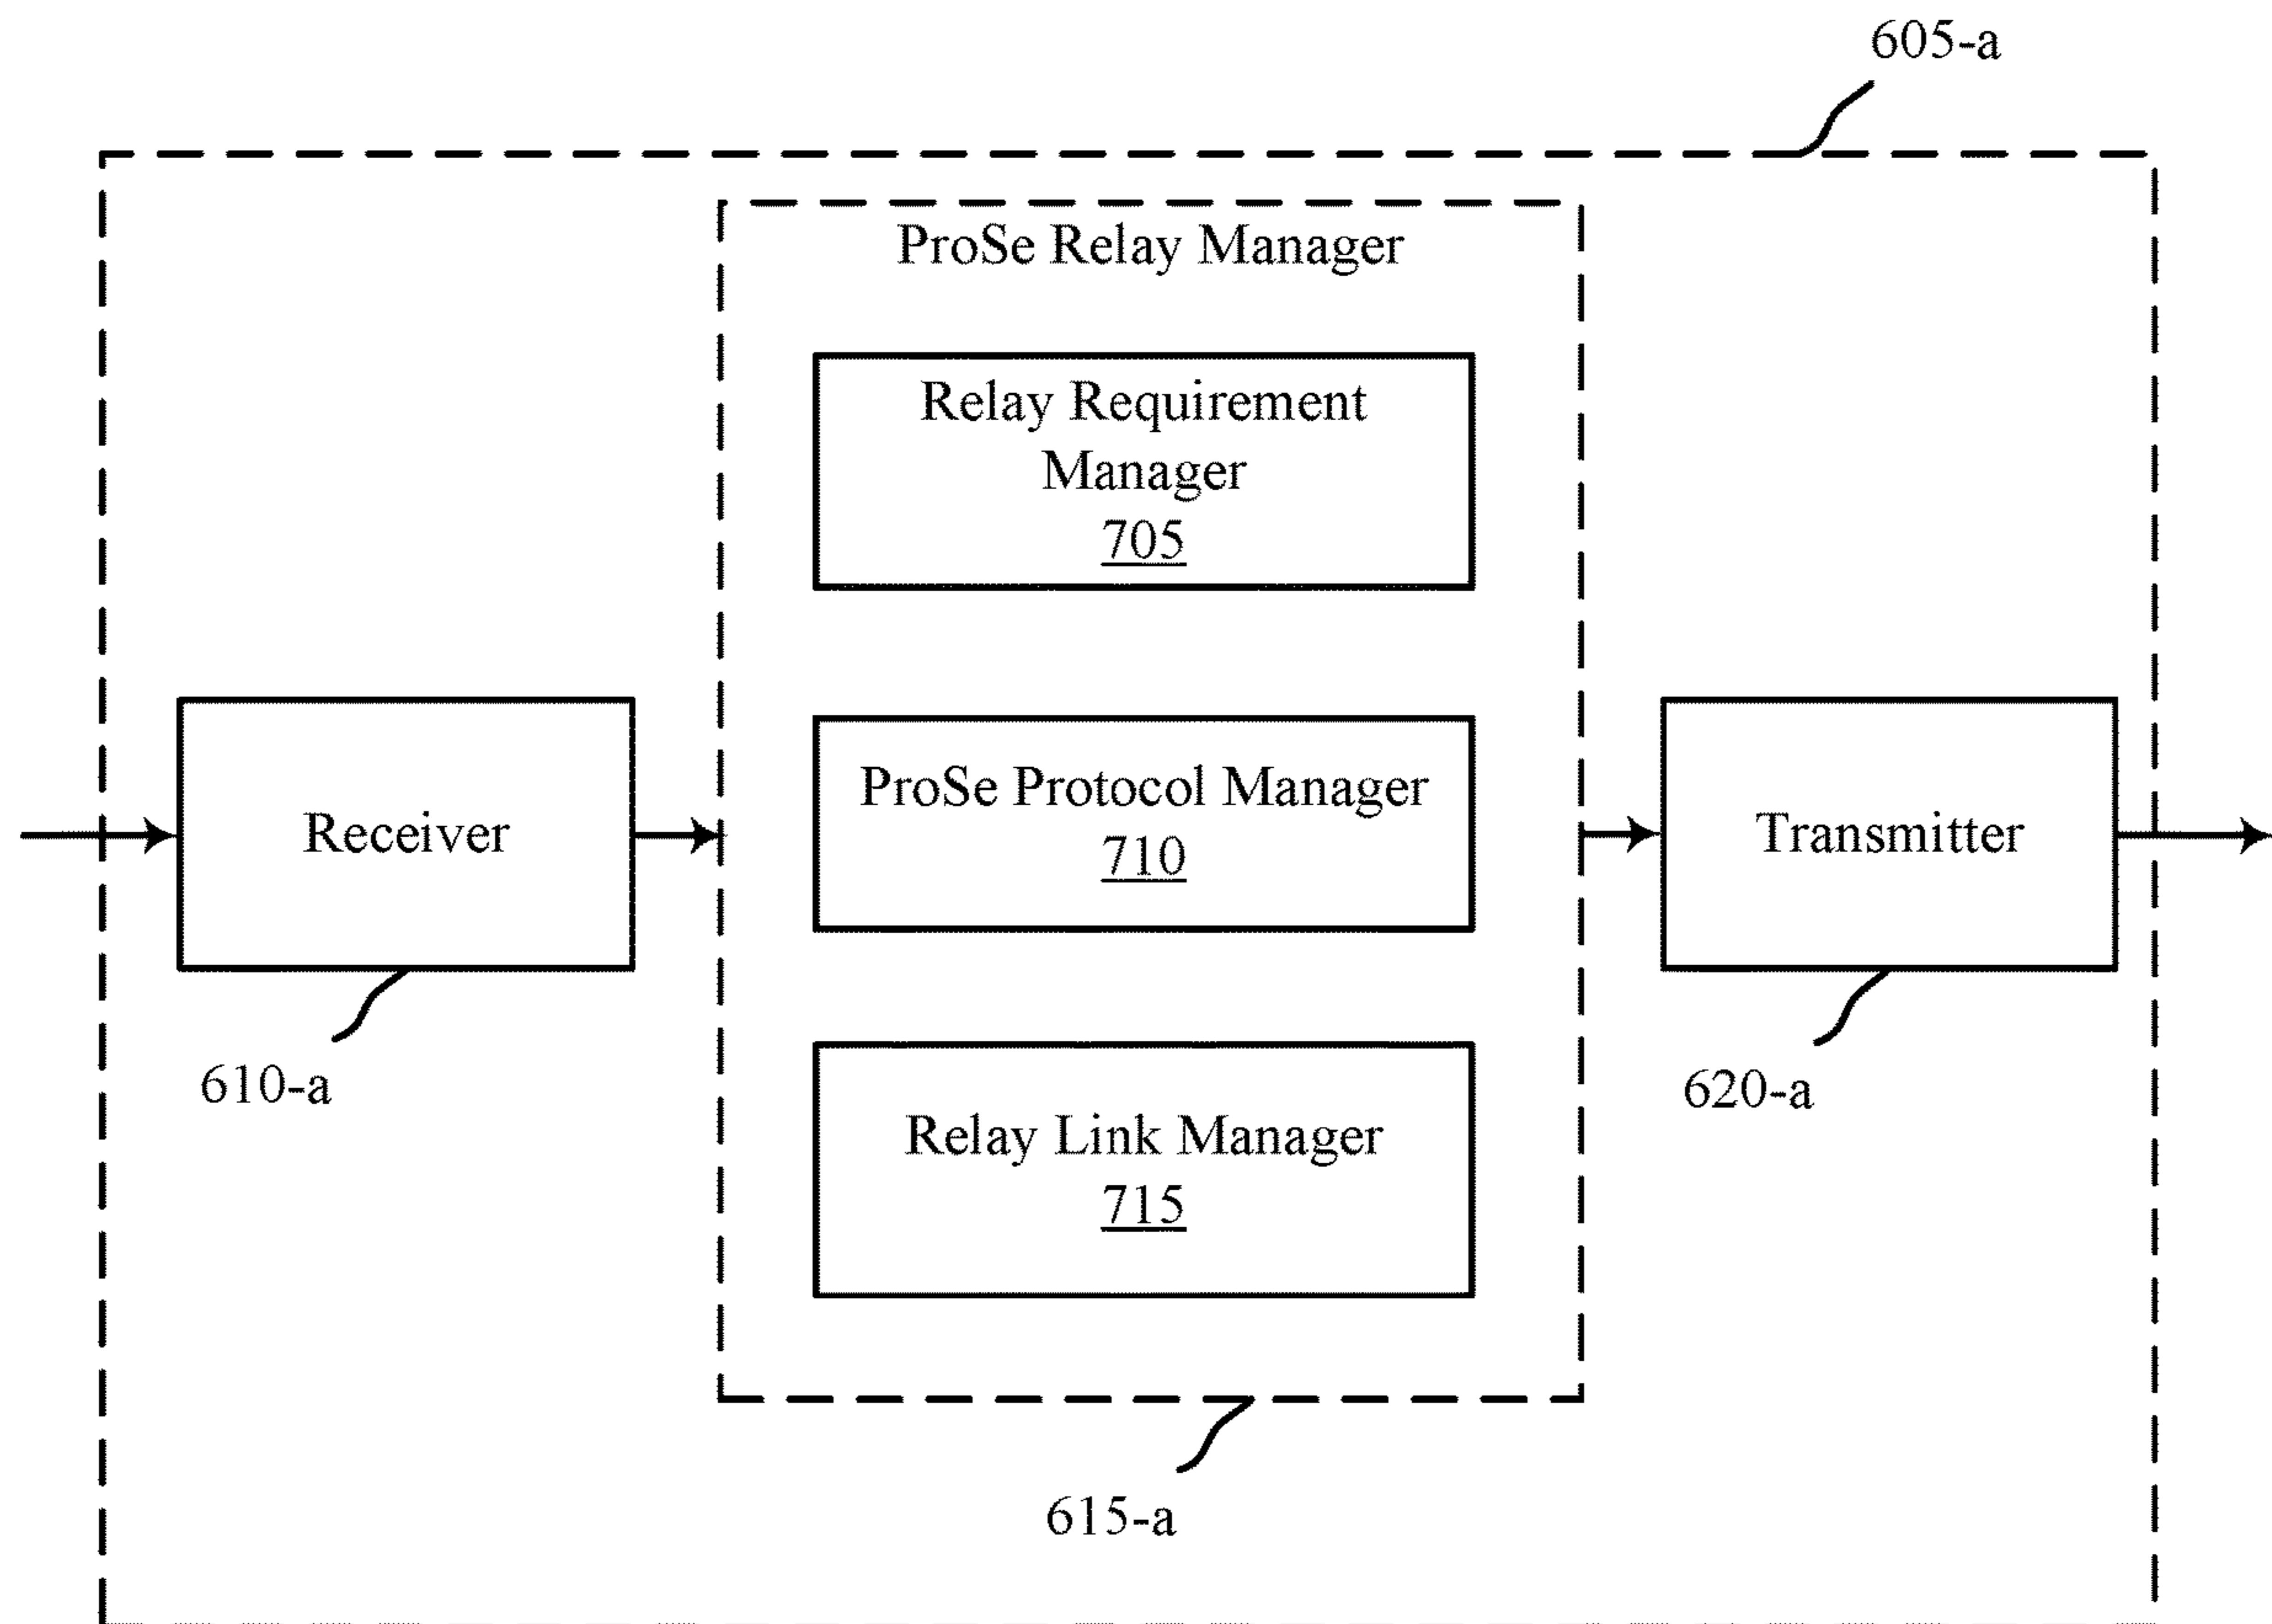 605-a
ProSe Relay Manager
Relay Requirement
Manager
705
Receiver
610-a
ProSe Protocol Manager
710
Transmitter
620-a
Relay Link Manager
715
615-a